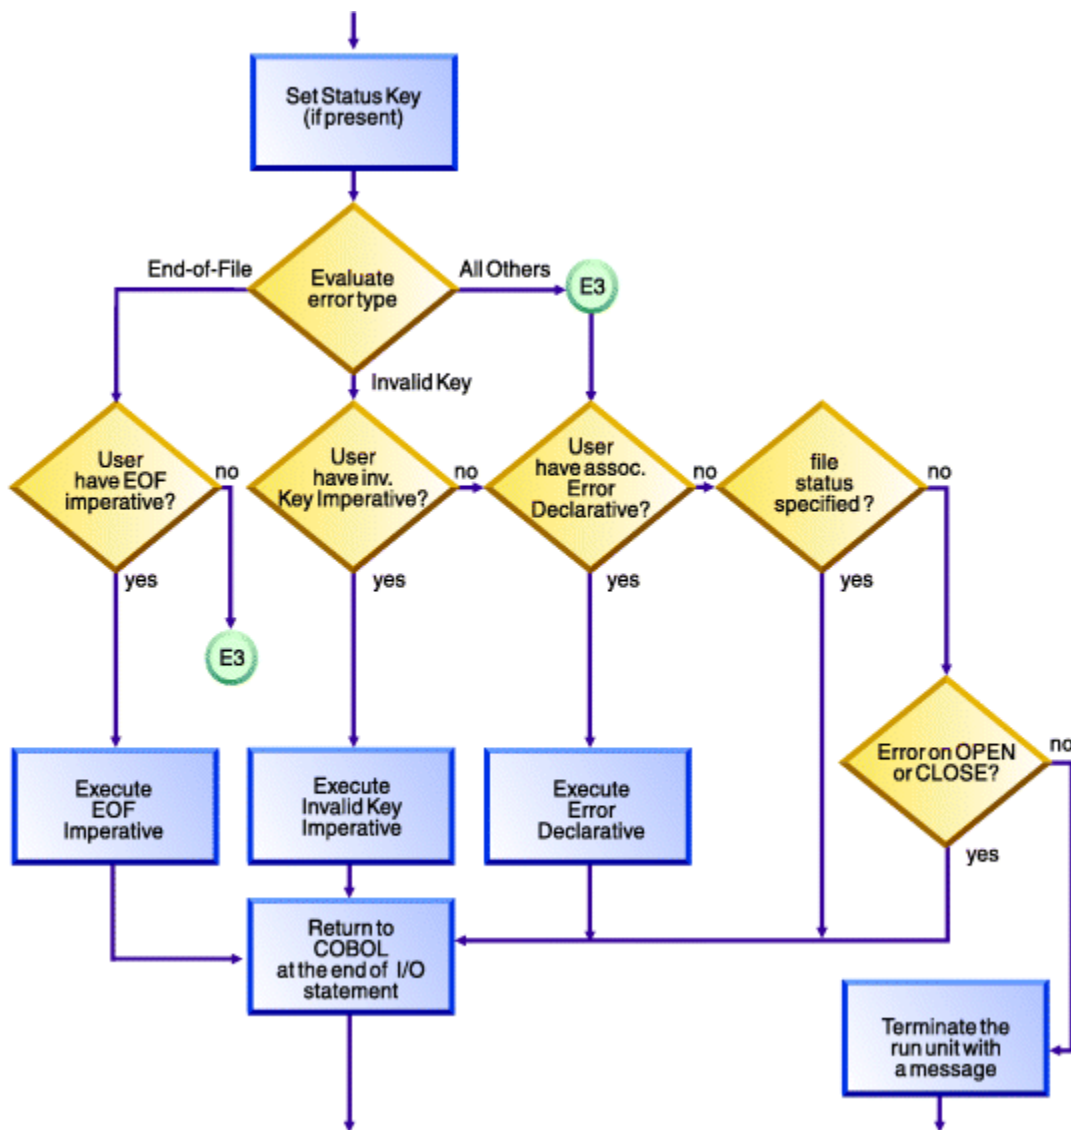 Set Status Key
(if present)
End-of-File
Evaluate
error type
All Others
E3
Invalid Key
User
have EOF
imperative?
no
yes
User
have inv.
Key Imperative?
no
yes
User
have assoc.
Error
Declarative?
no
yes
file
status
specified ?
no
yes
E3
Error on OPEN
or CLOSE?
no
yes
Execute
EOF
Imperative
Execute
Invalid Key
Imperative
Execute
Error
Declarative
Return to
COBOL
at the end of I/O
statement
Terminate the
run unit with
a message